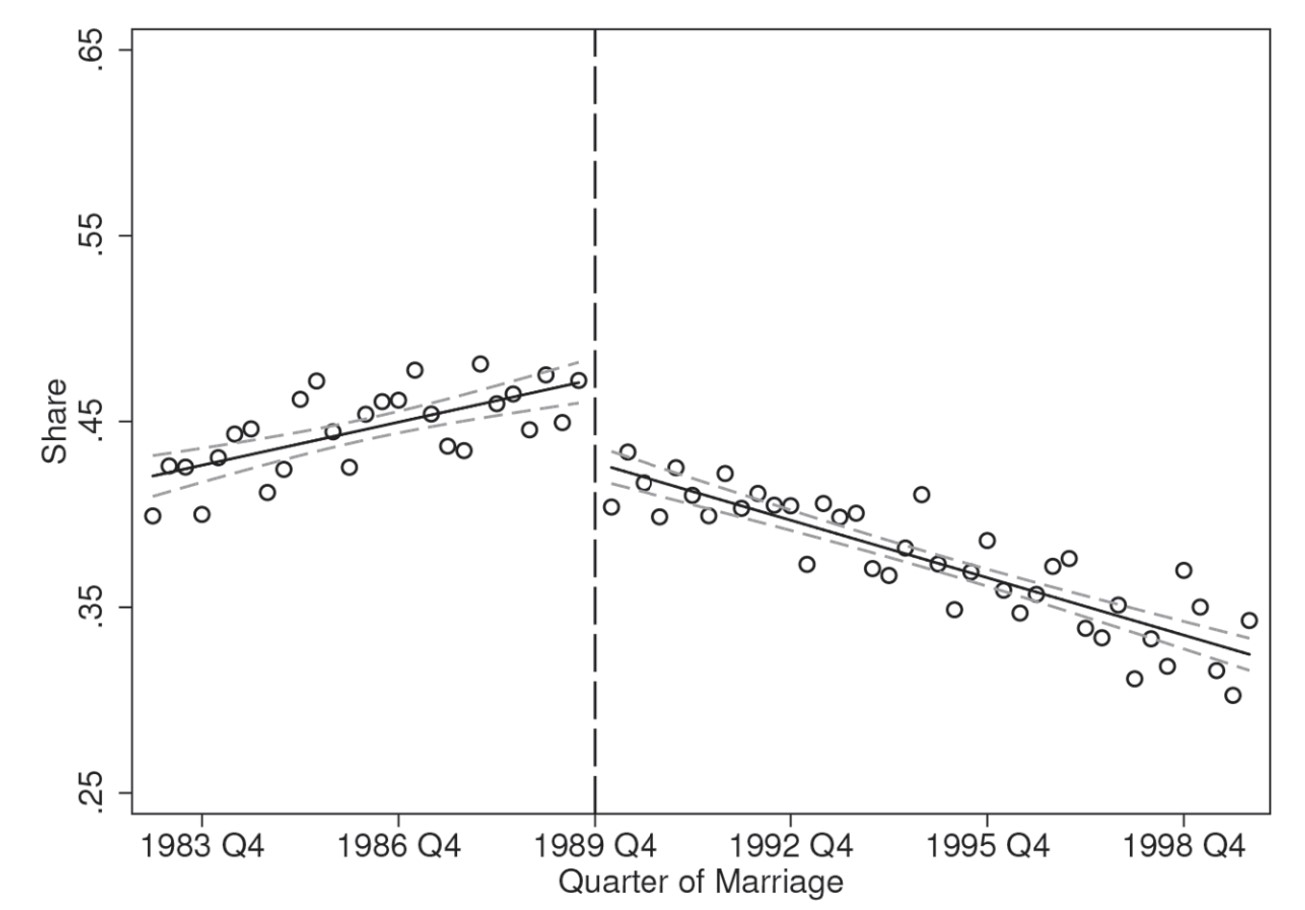 .65
.55
.45
.35
.25
Share
1983 Q4
1986 Q4
1989 Q4
1992 Q4
1995 Q4
1998 Q4
Quarter of Marriage